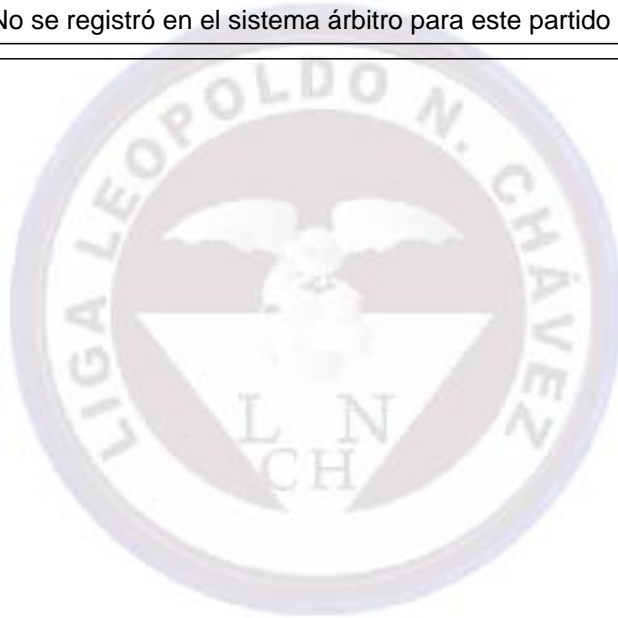 No se registró en el sistema árbitro para este partido
LIGA LEOPOLDO N. CHÁVEZ
L N
CH